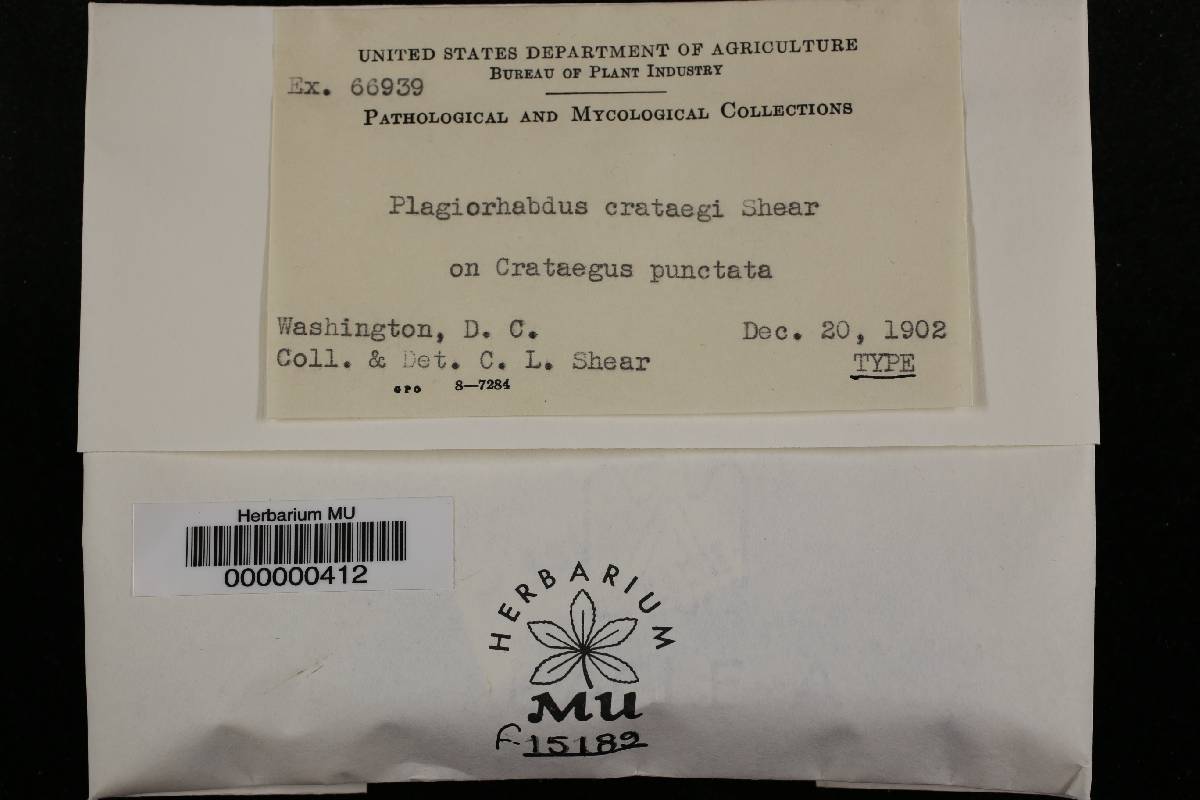 UNITED STATES DEPARTMENT OF AGRICULTURE
BUREAU OF PLANT INDUSTRY
Ex. 66939
PATHOLOGICAL AND MYCOLOGICAL COLLECTIONS
Plagiorhabdus crataegi Shear
on Crataegus punctata
Washington, D. C. Dec. 20, 1902
Coll. & Det. C. L. Shear TYPE
GPO 8—7284
Herbarium MU
000000412
HERBARIUM
MU
F-15182